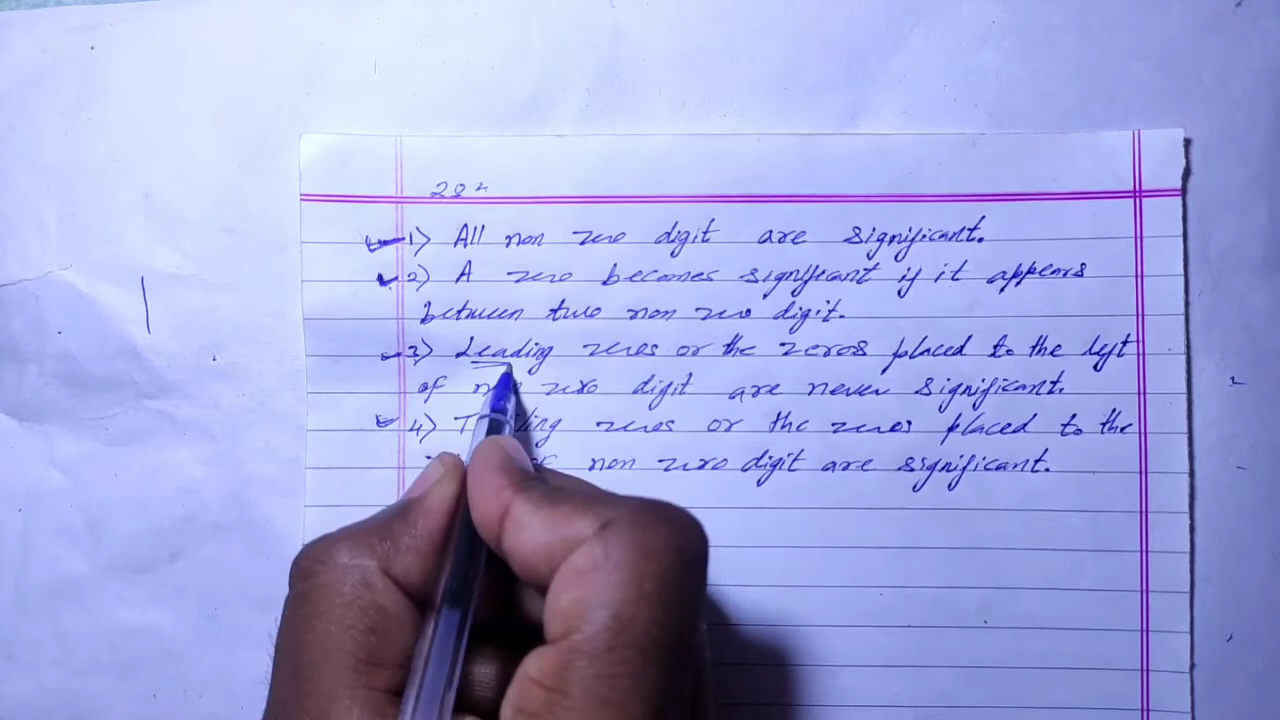 1) All non zero digit are significant.
2) A zero becomes significant if it appears
between two non zero digit.
3) Leading zeros or the zeros placed to the left
of zero digit are never significant.
4) zeros or the zeros placed to the
of non zero digit are significant.